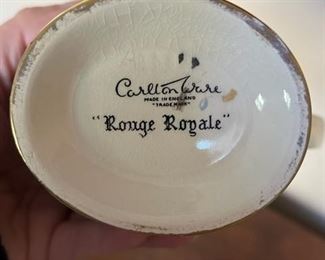 Carlton Ware
MADE IN ENGLAND
"TRADE MARK"
"Rouge Royale"